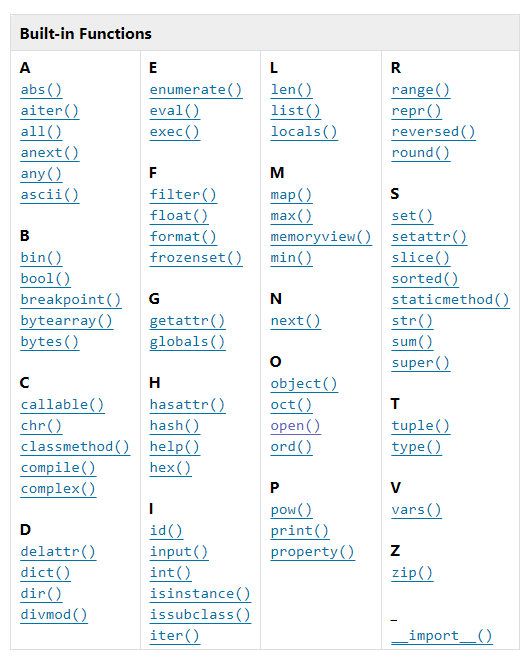 Built-in Functions
A
abs()
aiter()
all()
anext()
any()
ascii()
B
bin()
bool()
breakpoint()
bytearray()
bytes()
C
callable()
chr()
classmethod()
compile()
complex()
D
delattr()
dict()
dir()
divmod()
E
enumerate()
eval()
exec()
F
filter()
float()
format()
frozenset()
G
getattr()
globals()
H
hasattr()
hash()
help()
hex()
I
id()
input()
int()
isinstance()
issubclass()
iter()
L
len()
list()
locals()
M
map()
max()
memoryview()
min()
N
next()
O
object()
oct()
open()
ord()
P
pow()
print()
property()
R
range()
repr()
reversed()
round()
S
set()
setattr()
slice()
sorted()
staticmethod()
str()
sum()
super()
T
tuple()
type()
V
vars()
Z
zip()
_
__import__()